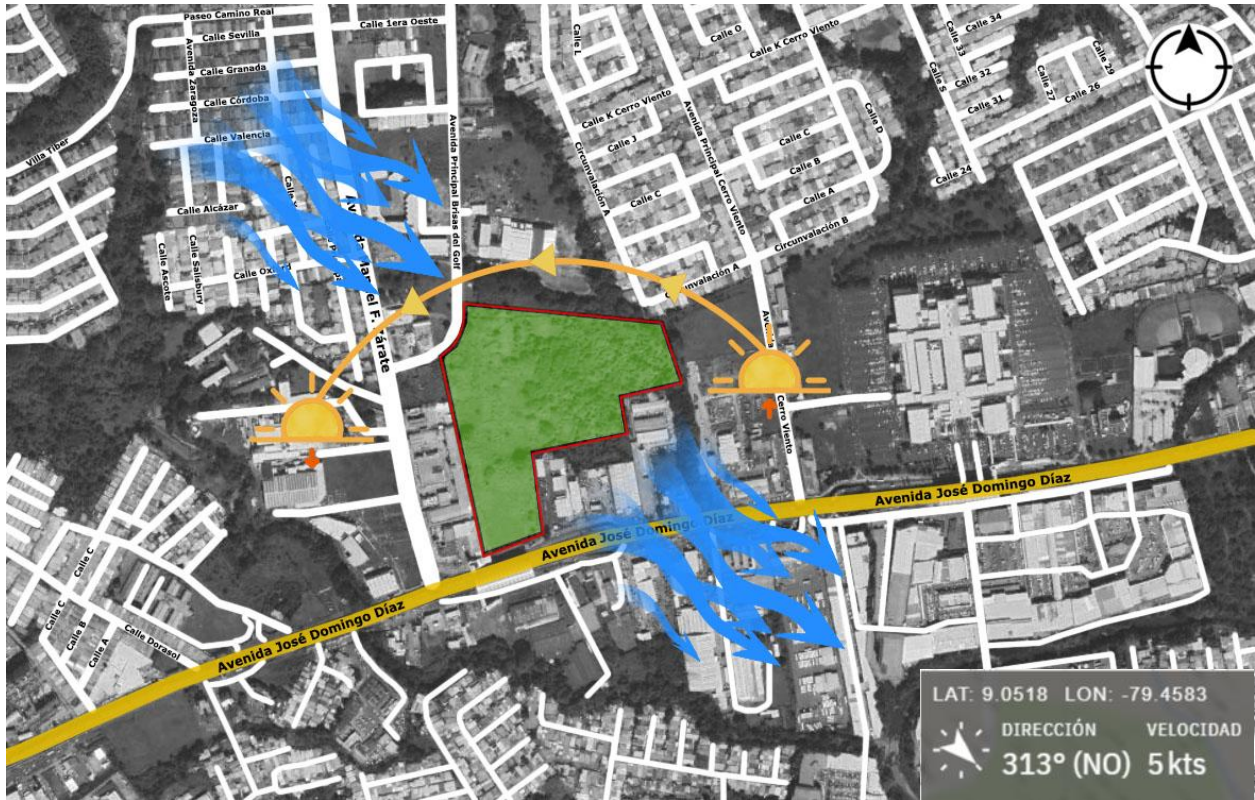 Paseo Camino Real
Calle Sevilla
Calle 1era Oeste
Avenida Zaragoza
Calle Granada
Calle Córdoba
Calle Valencia
Villa Tiber
Calle Alcázar
Calle Ascote
Calle Salisbury
Avenida Principal Brisas del Golf
Calle L
Calle O
Calle K Cerro Viento
Calle K Cerro Viento
Calle J
Circunvalación A
Calle C
Avenida Principal Cerro Viento
Calle C
Calle B
Calle A
Calle D
Circunvalación B
Circunvalación A
Calle S
Calle 34
Calle 33
Calle 32
Calle 31
Calle 27
Calle 29
Calle 26
Calle 24
Cerro Viento
Avenida José Domingo Díaz
Avenida José Domingo Díaz
Avenida José Domingo Díaz
Calle C
Calle C
Calle B
Calle A
Calle Dorasol
LAT: 9.0518 LON: -79.4583
DIRECCIÓN VELOCIDAD
313° (NO) 5 kts